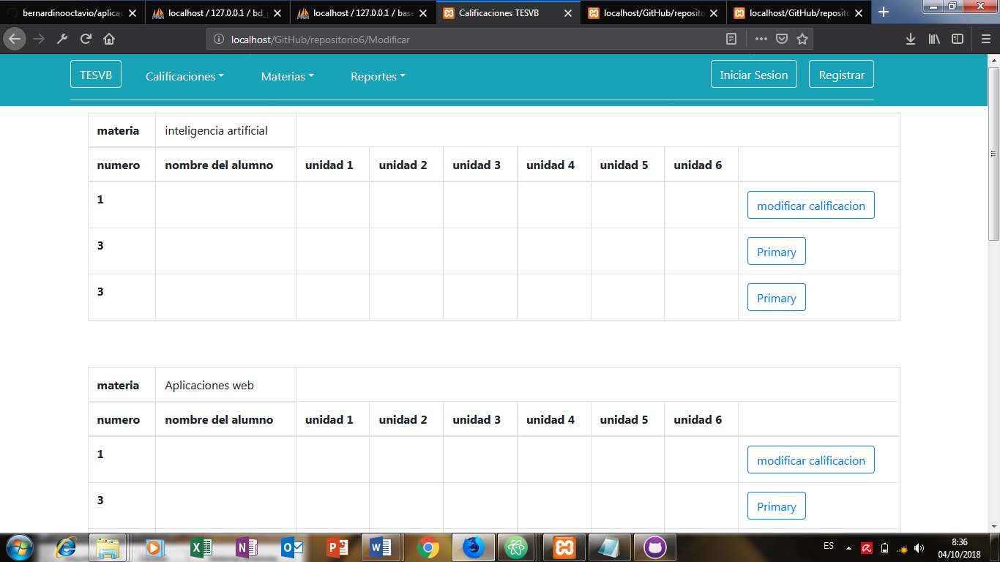 bernardinooctavio/aplicac localhost / 127.0.0.1 / bd_ localhost / 127.0.0.1 / base Calificaciones TESVB localhost/GitHub/reposito localhost/GitHub/reposito
localhost/GitHub/repositorio6/Modificar
TESVB Calificaciones Materias Reportes Iniciar Sesion Registrar
materia inteligencia artificial
numero nombre del alumno unidad 1 unidad 2 unidad 3 unidad 4 unidad 5 unidad 6
1 modificar calificacion
3 Primary
3 Primary
materia Aplicaciones web
numero nombre del alumno unidad 1 unidad 2 unidad 3 unidad 4 unidad 5 unidad 6
1 modificar calificacion
3 Primary
ES 8:36
04/10/2018